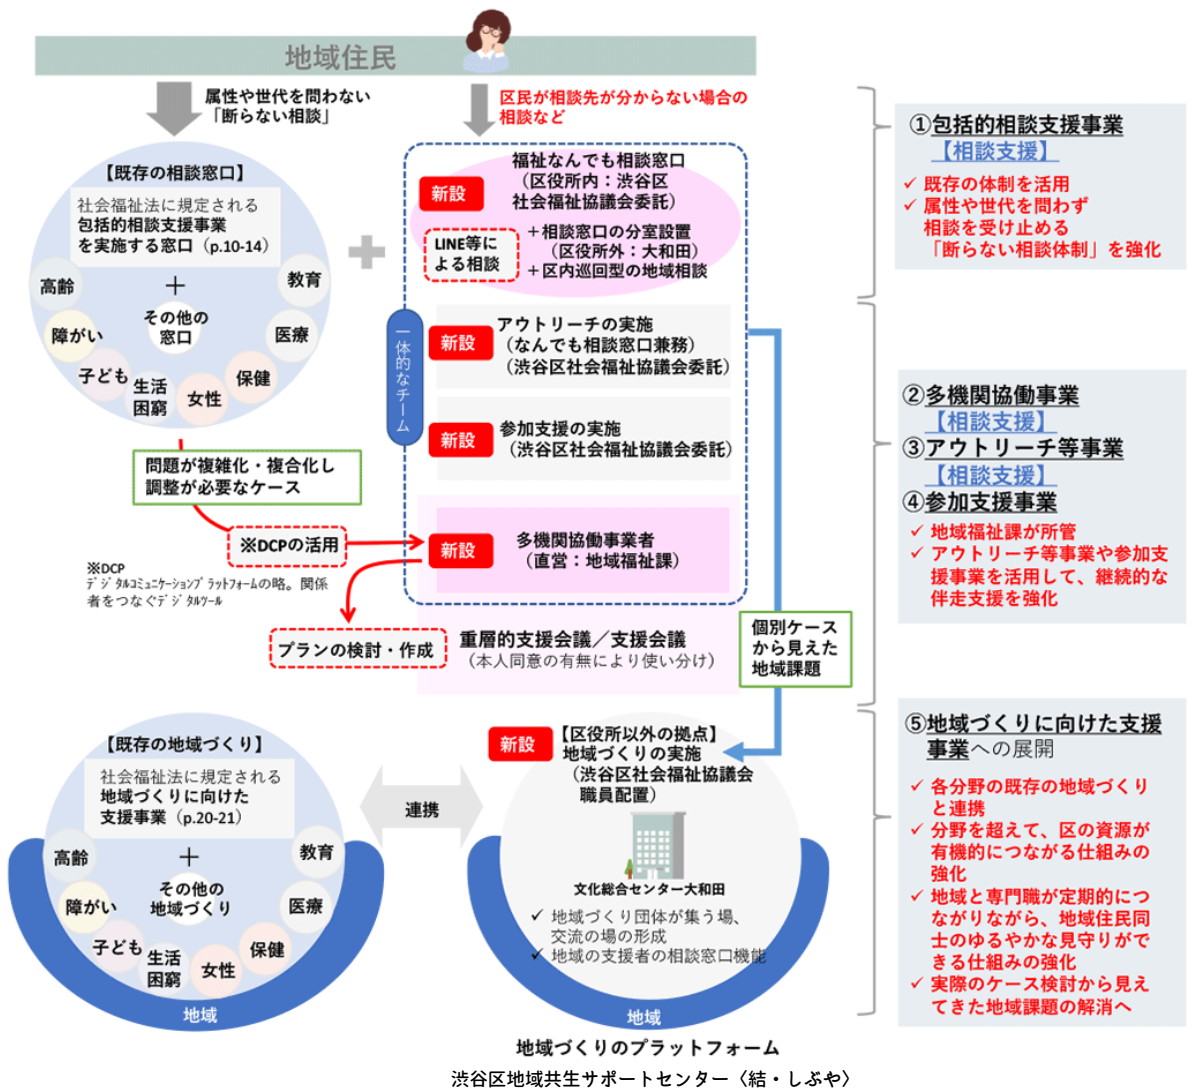 地域住民
属性や世代を問わない
「断らない相談」
区民が相談先が分からない場合の
相談など
【既存の相談窓口】
社会福祉法に規定される
包括的相談支援事業
を実施する窓口（p.10-14）
＋
その他の
窓口
高齢
障がい
子ども
生活
困窮
女性
保健
医療
教育
新設
福祉なんでも相談窓口
（区役所内：渋谷区
社会福祉協議会委託）
LINE等に
よる相談
＋相談窓口の分室設置
（区役所外：大和田）
＋区内巡回型の地域相談
一体的なチーム
新設
アウトリーチの実施
（なんでも相談窓口兼務）
（渋谷区社会福祉協議会委託）
新設
参加支援の実施
（渋谷区社会福祉協議会委託）
問題が複雑化・複合化し
調整が必要なケース
※DCPの活用
新設
多機関協働事業者
（直営：地域福祉課）
※DCP
デジタルコミュニケーションプラットフォームの略。関係
者をつなぐデジタルツール
プランの検討・作成
重層的支援会議／支援会議
（本人同意の有無により使い分け）
個別ケース
から見えた
地域課題
【既存の地域づくり】
社会福祉法に規定される
地域づくりに向けた
支援事業（p.20-21）
＋
その他の
地域づくり
高齢
障がい
子ども
生活
困窮
女性
保健
医療
教育
地域
連携
新設
【区役所以外の拠点】
地域づくりの実施
（渋谷区社会福祉協議会
職員配置）
文化総合センター大和田
✓ 地域づくり団体が集う場、
交流の場の形成
✓ 地域の支援者の相談窓口機能
地域
地域づくりのプラットフォーム
渋谷区地域共生サポートセンター〈結・しぶや〉
①包括的相談支援事業
【相談支援】
✓ 既存の体制を活用
✓ 属性や世代を問わず
相談を受け止める
「断らない相談体制」を強化
②多機関協働事業
【相談支援】
③アウトリーチ等事業
【相談支援】
④参加支援事業
✓ 地域福祉課が所管
✓ アウトリーチ等事業や参加支
援事業を活用して、継続的な
伴走支援を強化
⑤地域づくりに向けた支援
事業への展開
✓ 各分野の既存の地域づくり
と連携
✓ 分野を超えて、区の資源が
有機的につながる仕組みの
強化
✓ 地域と専門職が定期的につ
ながりながら、地域住民同
士のゆるやかな見守りがで
きる仕組みの強化
✓ 実際のケース検討から見え
てきた地域課題の解消へ